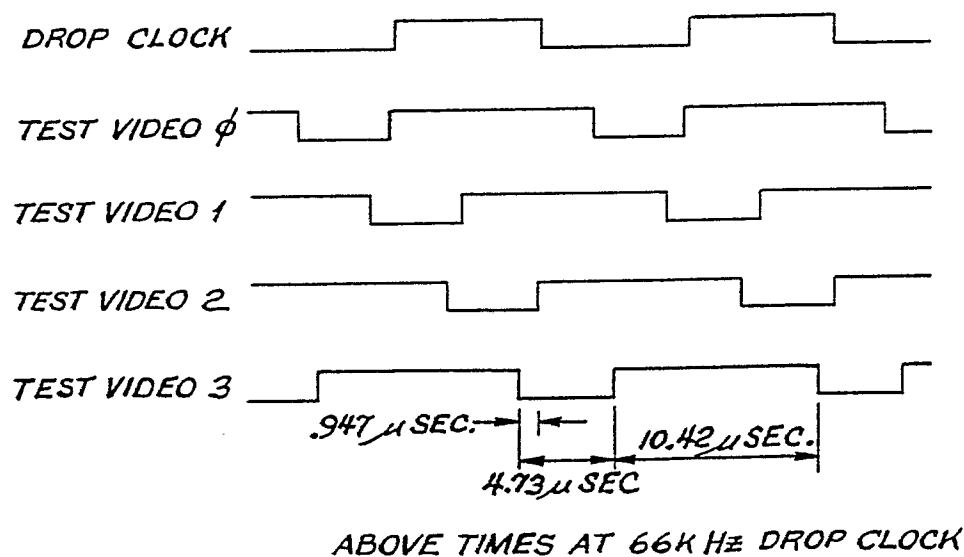 DROP CLOCK
TEST VIDEO ϕ
TEST VIDEO 1
TEST VIDEO 2
TEST VIDEO 3
.947 μ SEC.
10.42 μ SEC.
4.73 μ SEC
ABOVE TIMES AT 66K HZ DROP CLOCK